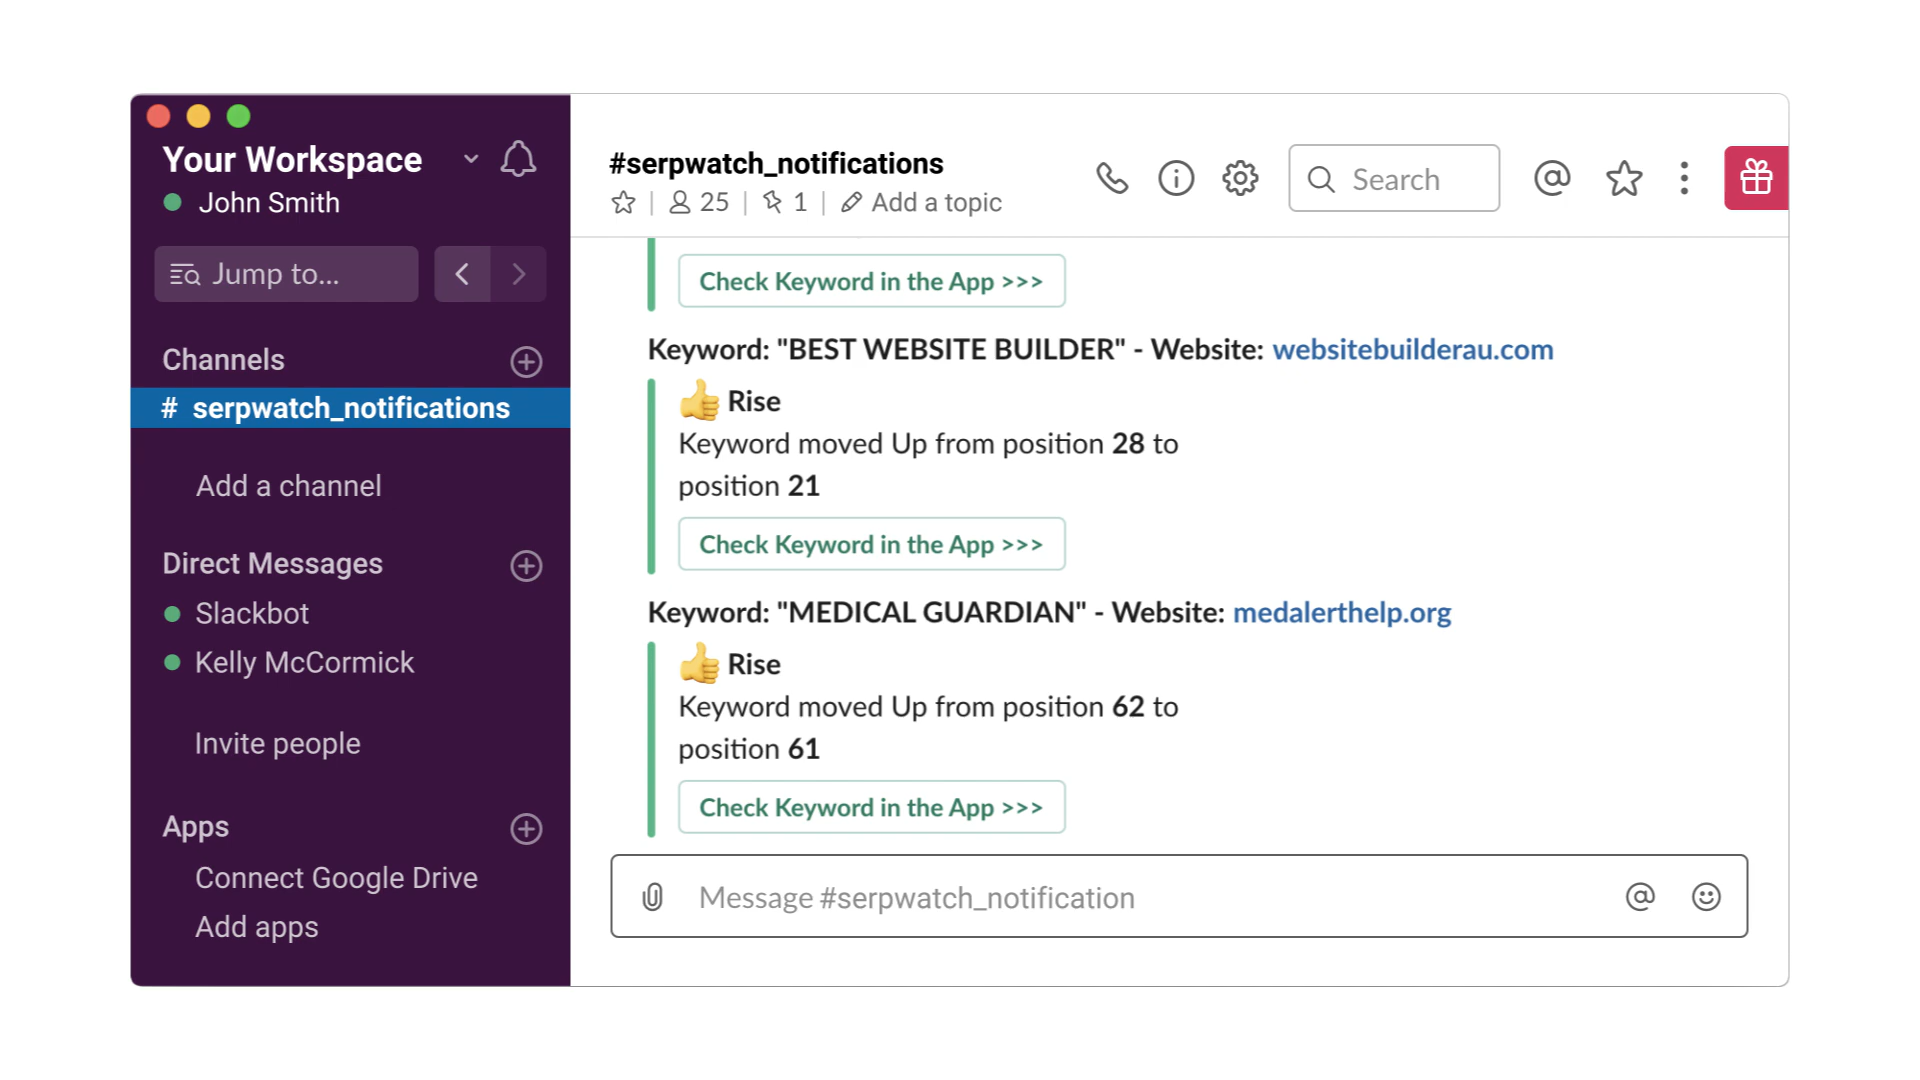 Your Workspace
John Smith
Jump to...
Channels
# serpwatch_notifications
Add a channel
Direct Messages
Slackbot
Kelly McCormick
Invite people
Apps
Connect Google Drive
Add apps
#serpwatch_notifications
25 | 1 | Add a topic
Search
Check Keyword in the App >>>
Keyword: "BEST WEBSITE BUILDER" - Website: websitebuilderau.com
Rise
Keyword moved Up from position 28 to
position 21
Check Keyword in the App >>>
Keyword: "MEDICAL GUARDIAN" - Website: medalerthelp.org
Rise
Keyword moved Up from position 62 to
position 61
Check Keyword in the App >>>
Message #serpwatch_notification